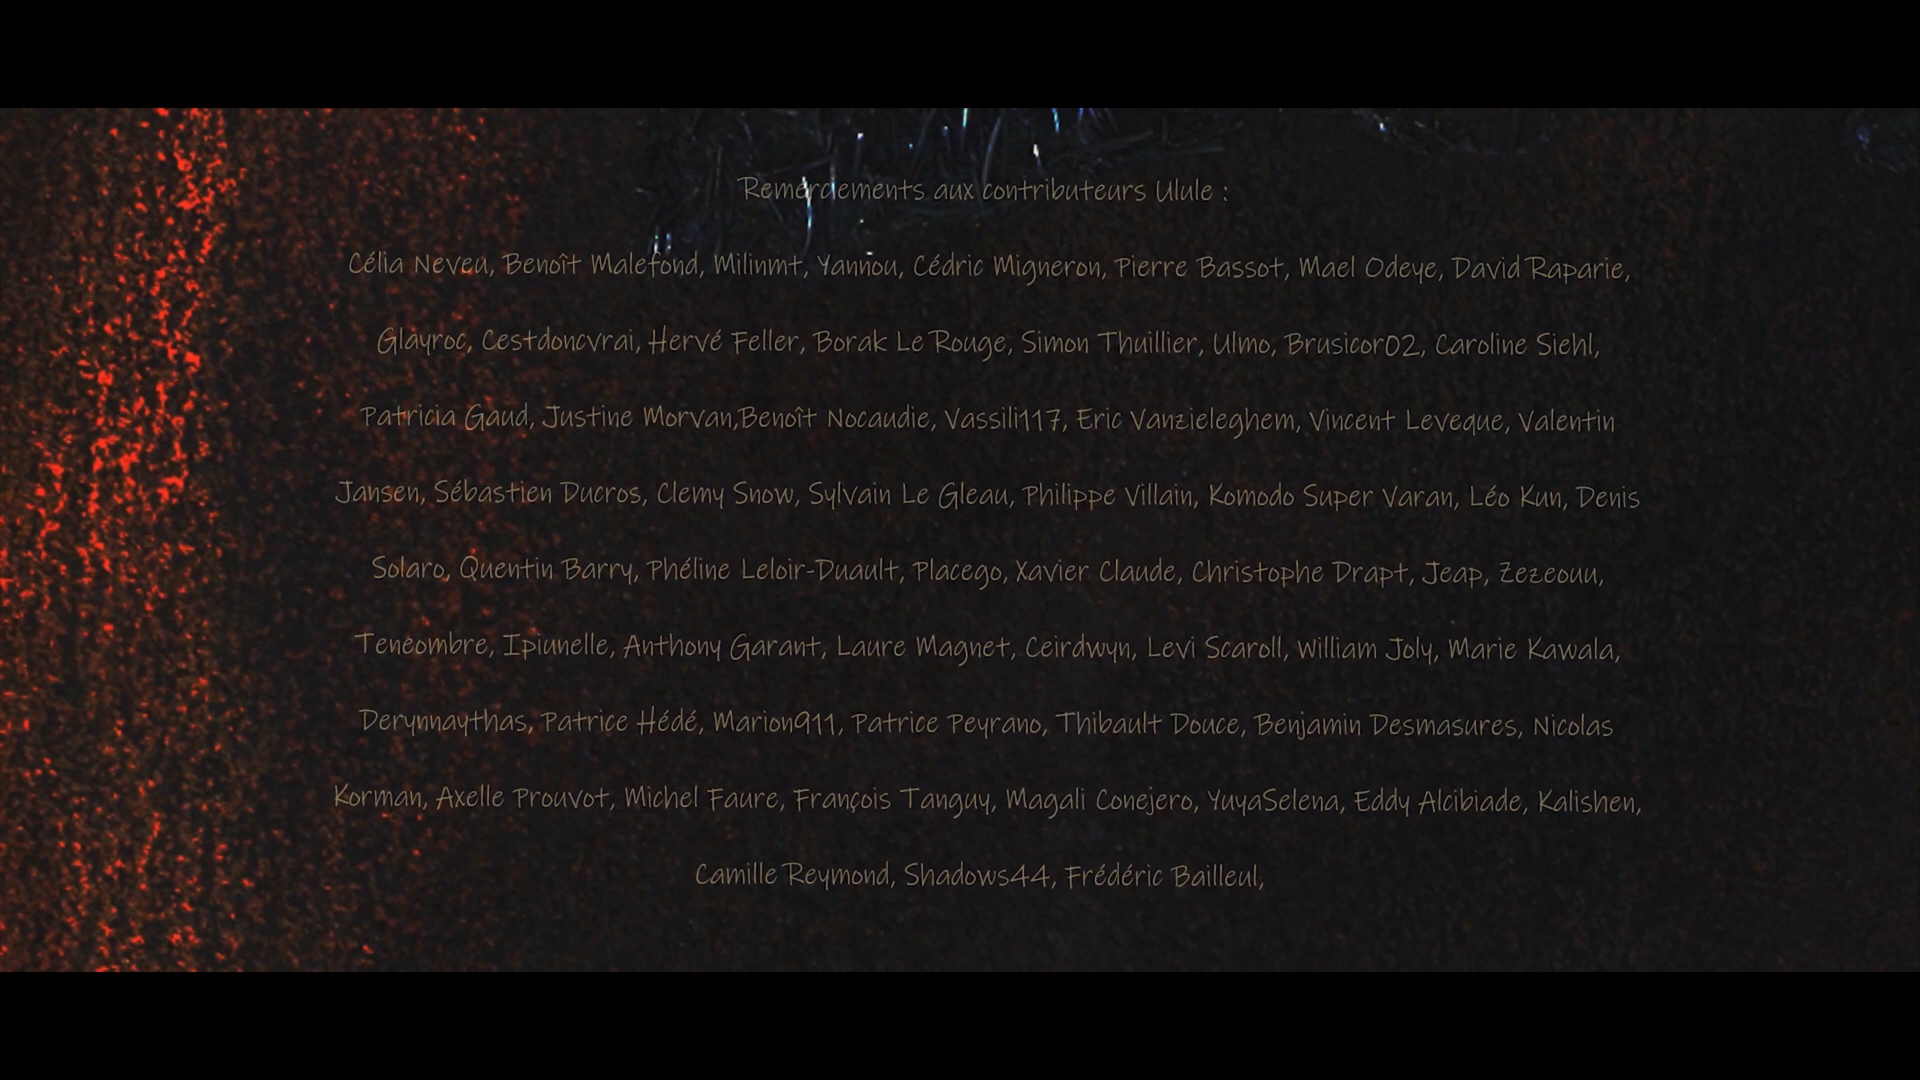 Remerciements aux contributeurs Ulule :
Célia Neveu, Benoît Malefond, Milinmt, Yannou, Cédric Migneron, Pierre Bassot, Mael Odeye, David Raparie,
Glayroc, Cestdoncvrai, Hervé Feller, Borak Le Rouge, Simon Thuillier, Ulmo, Brusicor02, Caroline Siehl,
Patricia Gaud, Justine Morvan,Benoît Nocaudie, Vassili117, Eric Vanzieleghem, Vincent Leveque, Valentin
Jansen, Sébastien Ducros, Clemy Snow, Sylvain Le Gleau, Philippe Villain, Komodo Super Varan, Léo Kun, Denis
Solaro, Quentin Barry, Phéline Leloir-Duault, Placego, Xavier Claude, Christophe Drapt, Jeap, Zezeouu,
Teneombre, Ipiunelle, Anthony Garant, Laure Magnet, Ceirdwyn, Levi Scaroll, William Joly, Marie Kawala,
Derynnaythas, Patrice Hédé, Marion911, Patrice Peyrano, Thibault Douce, Benjamin Desmasures, Nicolas
Korman, Axelle Prouvot, Michel Faure, François Tanguy, Magali Conejero, YuyaSelena, Eddy Alcibiade, Kalishen,
Camille Reymond, Shadows44, Frédéric Bailleul,